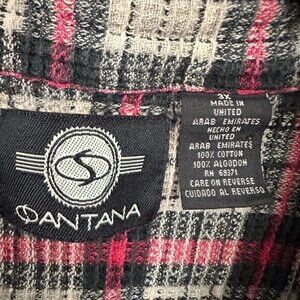 SANTANA
3X
MADE IN
UNITED
ARAB EMIRATES
HECHO EN
UNITED
ARAB EMIRATES
100% COTTON
100% ALGODON
RN 69371
CARE ON REVERSE
CUIDADO AL REVERSO